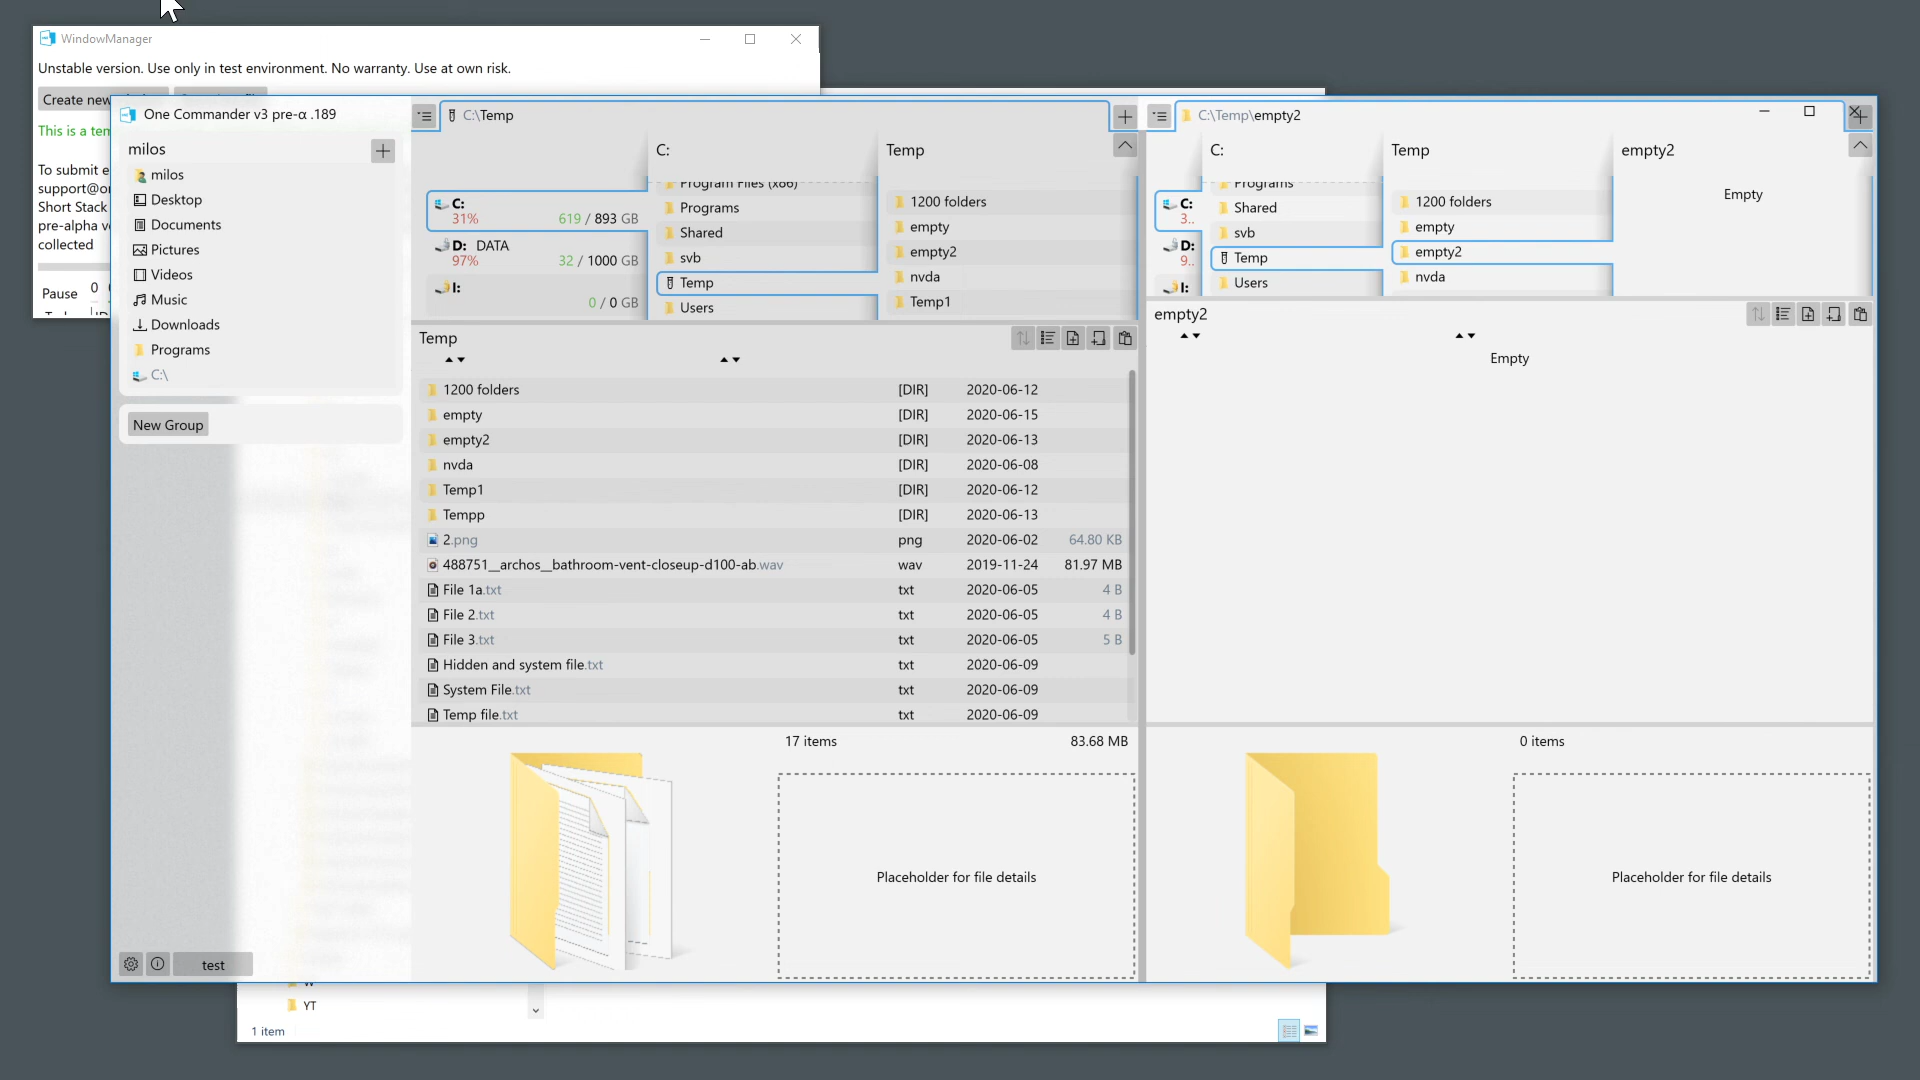 WindowManager
Unstable version. Use only in test environment. No warranty. Use at own risk.
Create new
This is a
To submit
Short Stack
pre-alpha
collected
Pause 0
One Commander v3 pre-α .189
milos
milos
Desktop
Documents
Pictures
Videos
Music
Downloads
Programs
C:\
New Group
test
C:\Temp
C:
31% 619 / 893 GB
D: DATA
97% 32 / 1000 GB
I:
0 / 0 GB
C:
Program Files (x86)
Programs
Shared
svb
Temp
Users
Temp
1200 folders
empty
empty2
nvda
Temp1
Temp
1200 folders [DIR] 2020-06-12
empty [DIR] 2020-06-15
empty2 [DIR] 2020-06-13
nvda [DIR] 2020-06-08
Temp1 [DIR] 2020-06-12
Tempp [DIR] 2020-06-13
2.png png 2020-06-02 64.80 KB
488751__archos__bathroom-vent-closeup-d100-ab.wav wav 2019-11-24 81.97 MB
File 1a.txt txt 2020-06-05 4 B
File 2.txt txt 2020-06-05 4 B
File 3.txt txt 2020-06-05 5 B
Hidden and system file.txt txt 2020-06-09
System File.txt txt 2020-06-09
Temp file.txt txt 2020-06-09
17 items 83.68 MB
Placeholder for file details
C:\Temp\empty2
C:
3..
D:
9..
I:
C:
Programs
Shared
svb
Temp
Users
Temp
1200 folders
empty
empty2
nvda
empty2
Empty
empty2
Empty
0 items
Placeholder for file details
YT
1 item